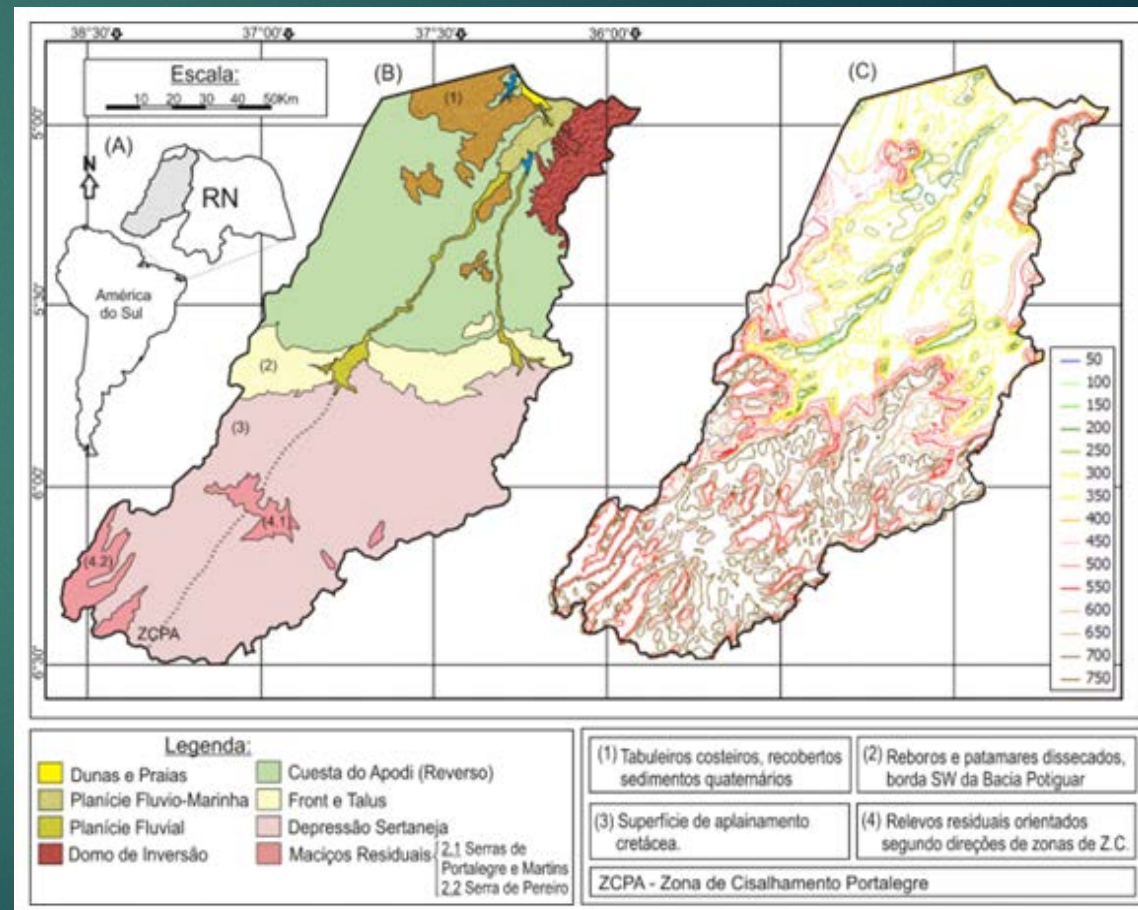 38°30'
37°00'
37°30'
36°00'
Escala:
10 20 30 40 50Km
(A)
N
RN
América
do Sul
(B)
(1)
(2)
(3)
(4.1)
(4.2)
ZCPA
(C)
5°00'
5°30'
6°00'
6°30'
50
100
150
200
250
300
350
400
450
500
550
600
650
700
750
Legenda:
Dunas e Praias
Planície Fluvio-Marinha
Planície Fluvial
Domo de Inversão
Cuesta do Apodi (Reverso)
Front e Talus
Depressão Sertaneja
Maciços Residuais
2.1 Serras de
Portalegre e Martins
2.2 Serra de Pereiro
(1) Tabuleiros costeiros, recobertos
sedimentos quaternários
(2) Reboros e patamares dissecados,
borda SW da Bacia Potiguar
(3) Superfície de aplainamento
cretácea.
(4) Relevos residuais orientados
segundo direções de zonas de Z.C.
ZCPA - Zona de Cisalhamento Portalegre